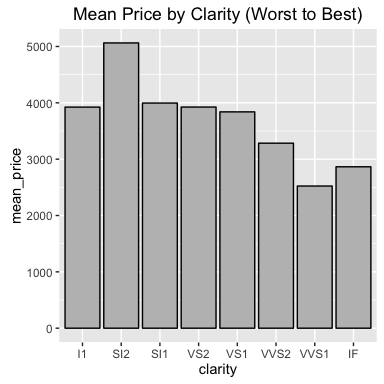 Mean Price by Clarity (Worst to Best)
mean_price
5000
4000
3000
2000
1000
0
I1 SI2 SI1 VS2 VS1 VVS2 VVS1 IF
clarity